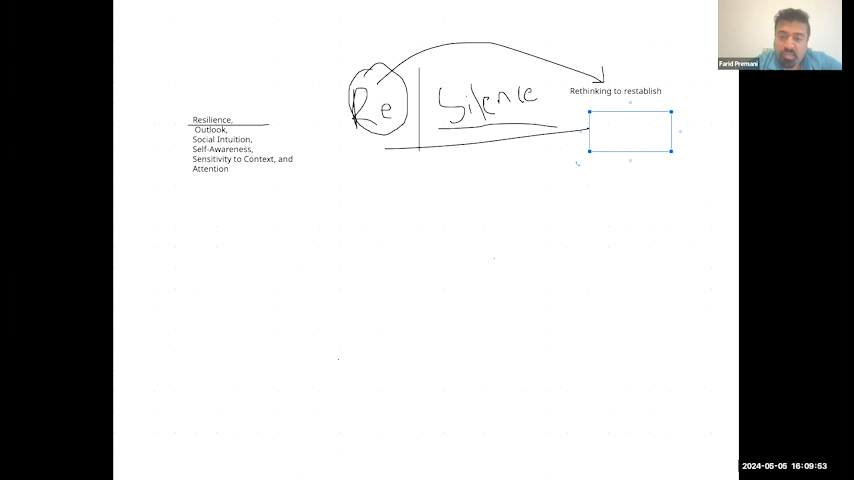 Farid Premani
Re | Silence
Rethinking to restablish
Resilience,
Outlook,
Social Intuition,
Self-Awareness,
Sensitivity to Context, and
Attention
2024-05-05 16:09:53